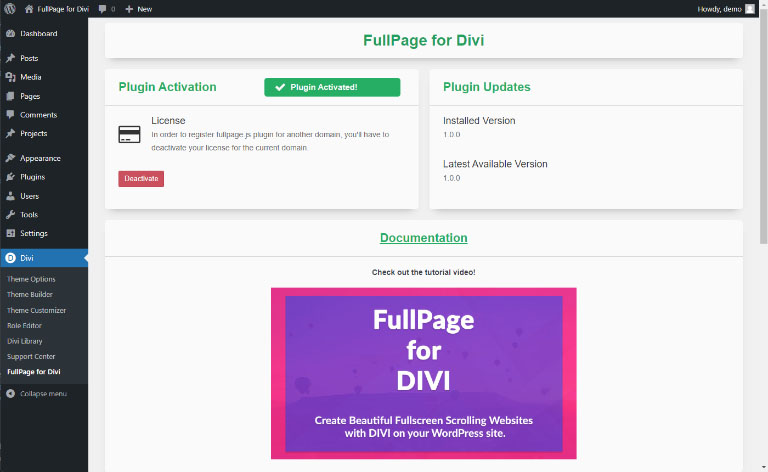 FullPage for Divi
0
New
Howdy, demo
Dashboard
Posts
Media
Pages
Comments
Projects
Appearance
Plugins
Users
Tools
Settings
D
Divi
Theme Options
Theme Builder
Theme Customizer
Role Editor
Divi Library
Support Center
FullPage for Divi
Collapse menu
FullPage for Divi
Plugin Activation
Plugin Activated!
License
In order to register fullpage.js plugin for another domain, you'll have to
deactivate your license for the current domain.
Deactivate
Plugin Updates
Installed Version
1.0.0
Latest Available Version
1.0.0
Documentation
Check out the tutorial video!
FullPage
for
DIVI
Create Beautiful Fullscreen Scrolling Websites
with DIVI on your WordPress site.